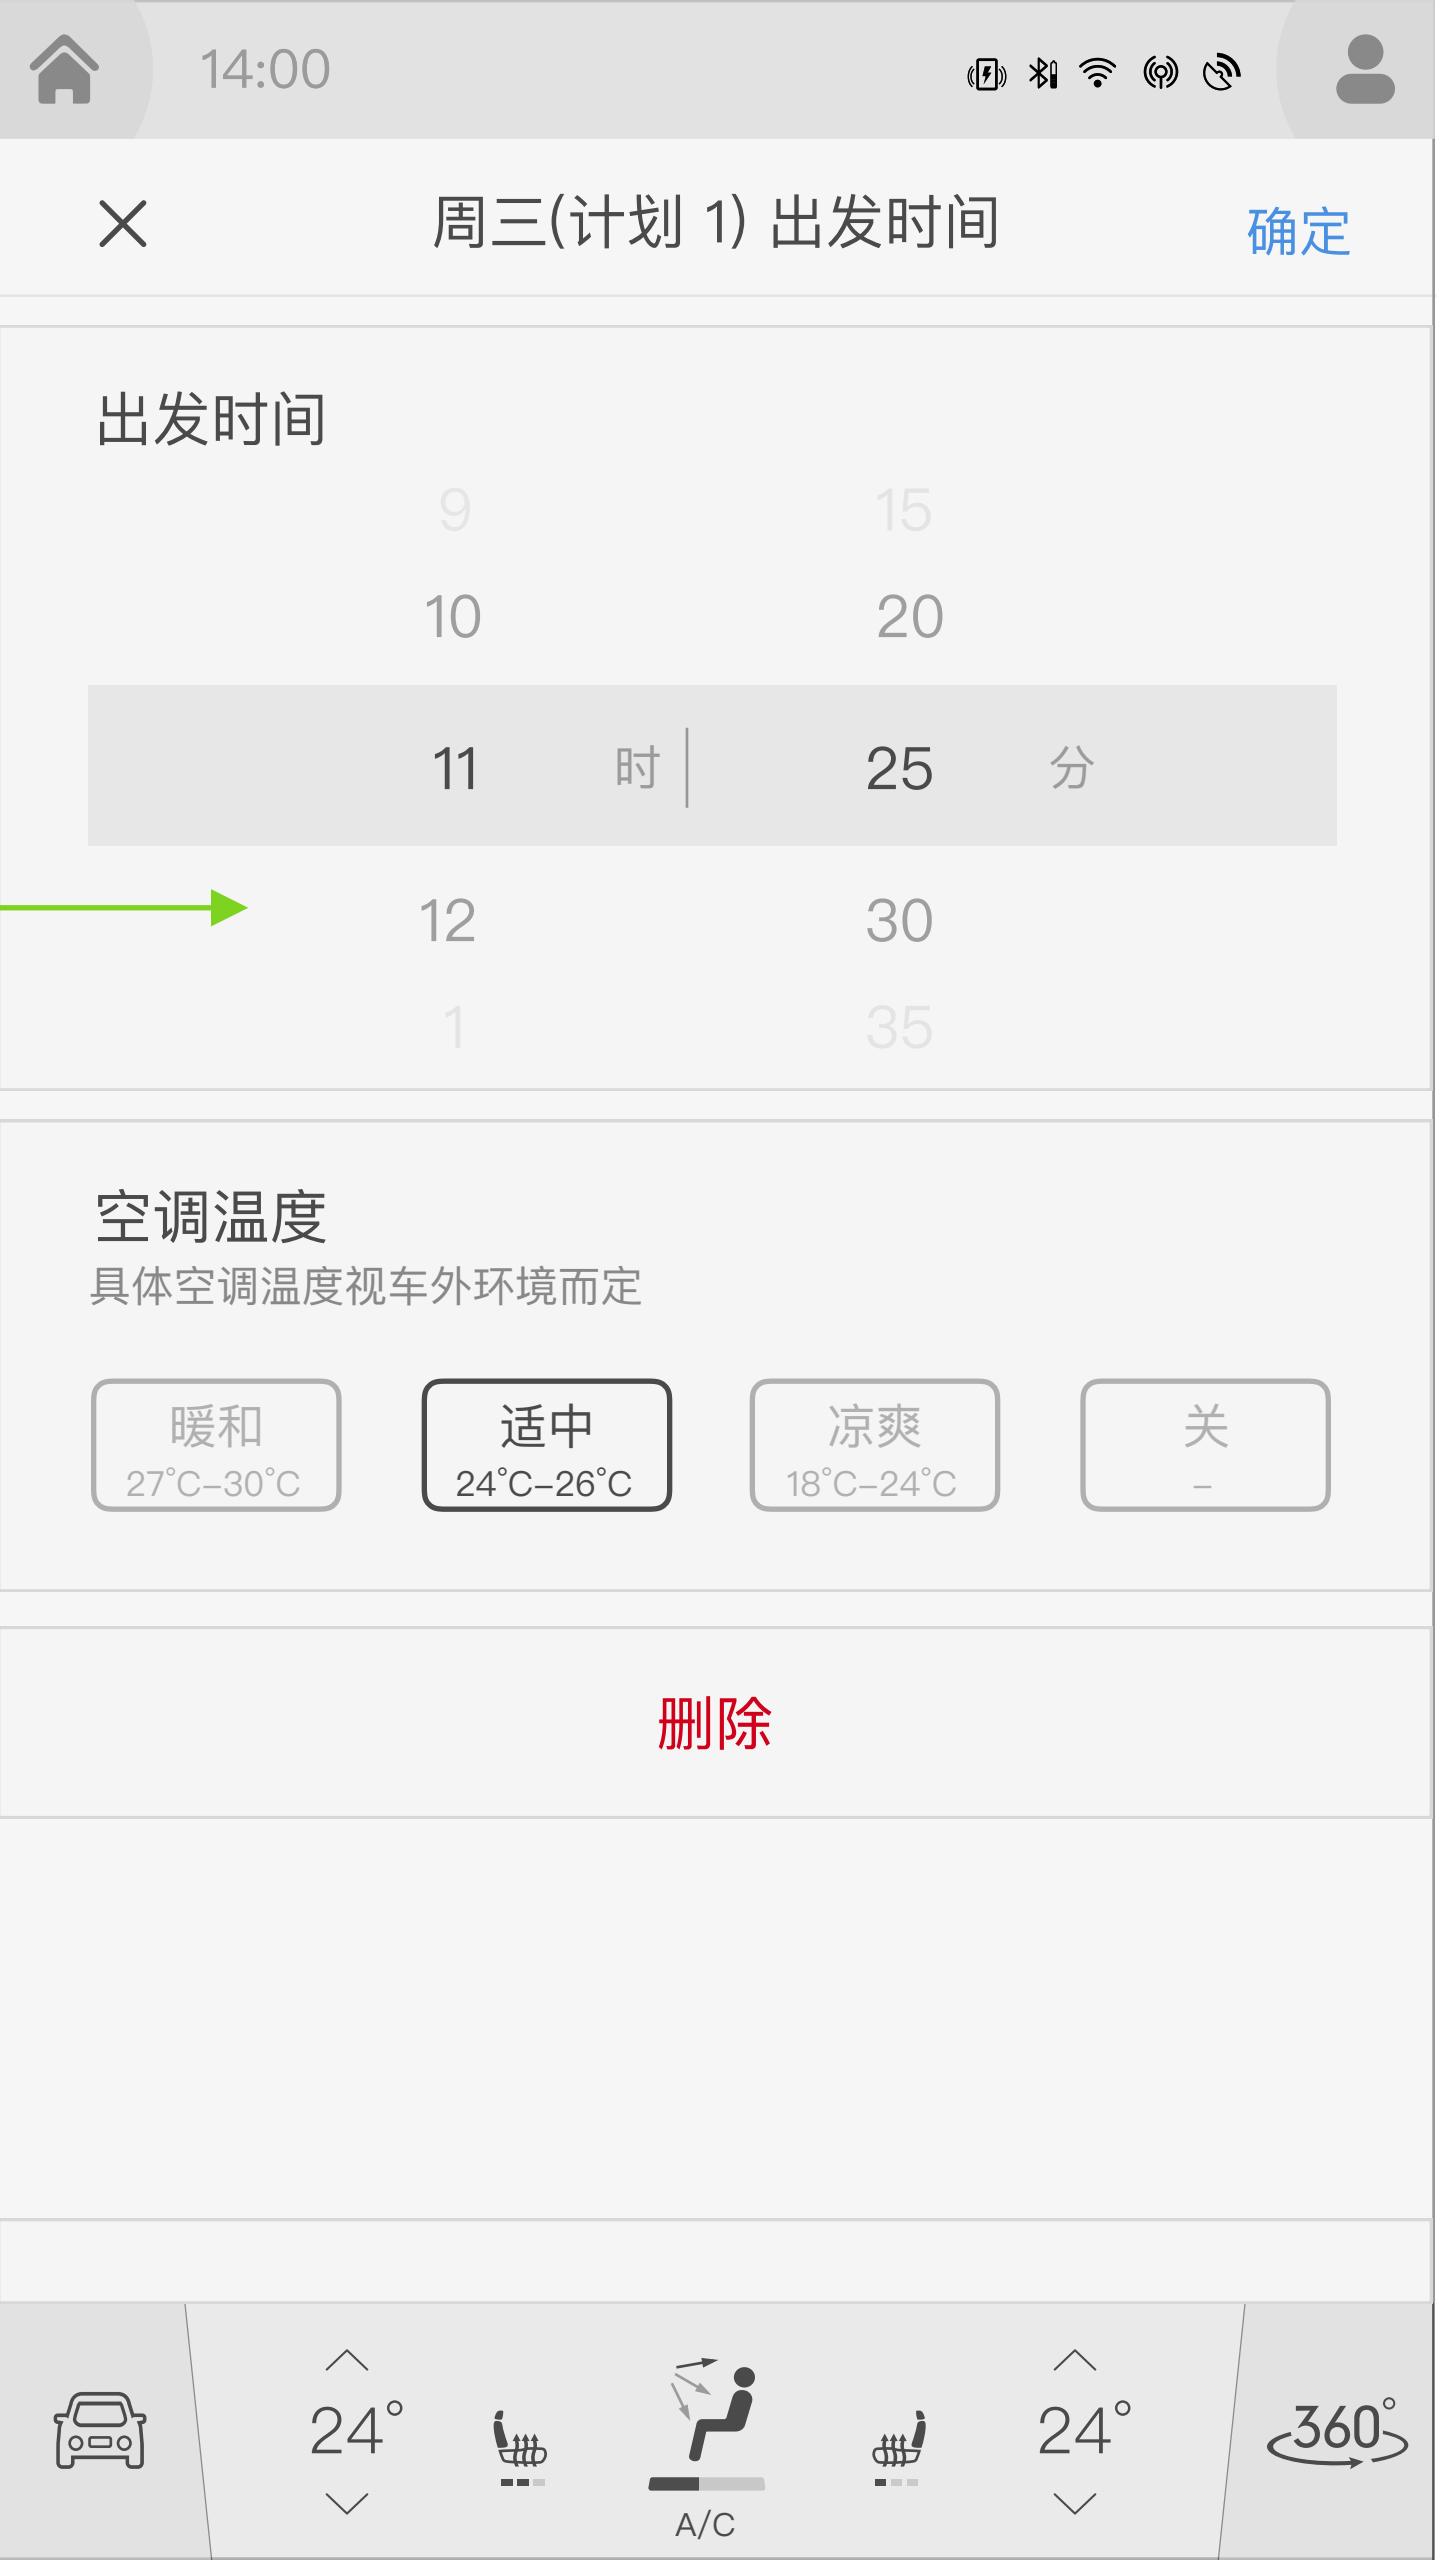 14:00
周三(计划 1) 出发时间
确定
出发时间
9 15
10 20
11 时 25 分
12 30
1 35
空调温度
具体空调温度视车外环境而定
暖和 适中 凉爽 关
27°C-30°C 24°C-26°C 18°C-24°C -
删除
24° 24° 360°
A/C